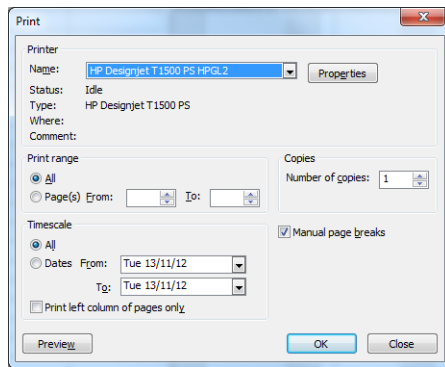 Print
Printer
Name: HP Designjet T1500 PS HPGL2 Properties
Status: Idle
Type: HP Designjet T1500 PS
Where:
Comment:
Print range
All
Page(s) From: To:
Copies
Number of copies: 1
Timescale
All
Dates From: Tue 13/11/12
To: Tue 13/11/12
Print left column of pages only
Manual page breaks
Preview OK Close